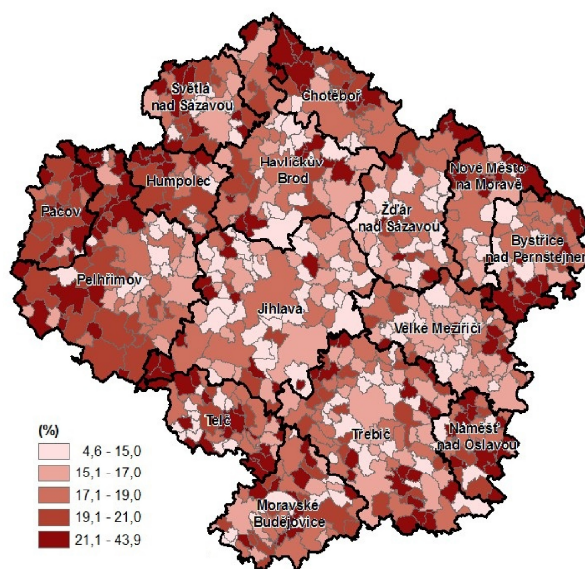 Světlá
nad Sázavou
Chotěboř
Havlíčkův
Brod
Humpolec
Pacov
Nové Město
na Moravě
Žďár
nad Sázavou
Bystřice
nad Pernštejnem
Pelhřimov
Jihlava
Velké Meziříčí
Telč
Třebíč
Náměšť
nad Oslavou
Moravské
Budějovice
(%)
4,6 - 15,0
15,1 - 17,0
17,1 - 19,0
19,1 - 21,0
21,1 - 43,9